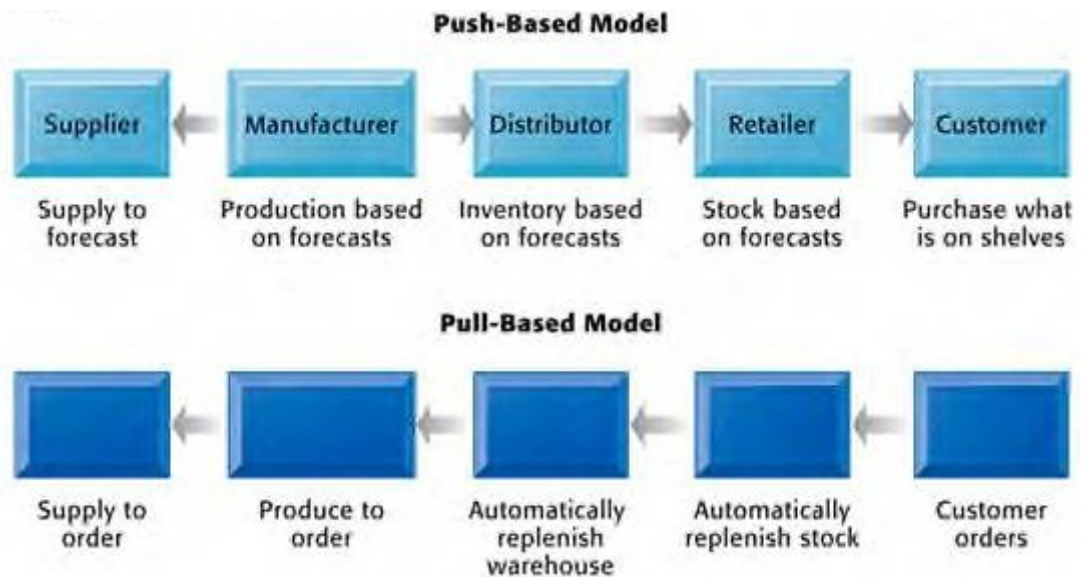 Push-Based Model
Supplier Manufacturer Distributor Retailer Customer
Supply to Production based Inventory based Stock based Purchase what
forecast on forecasts on forecasts on forecasts is on shelves
Pull-Based Model
Supply to Produce to Automatically Automatically Customer
order order replenish replenish stock orders
warehouse